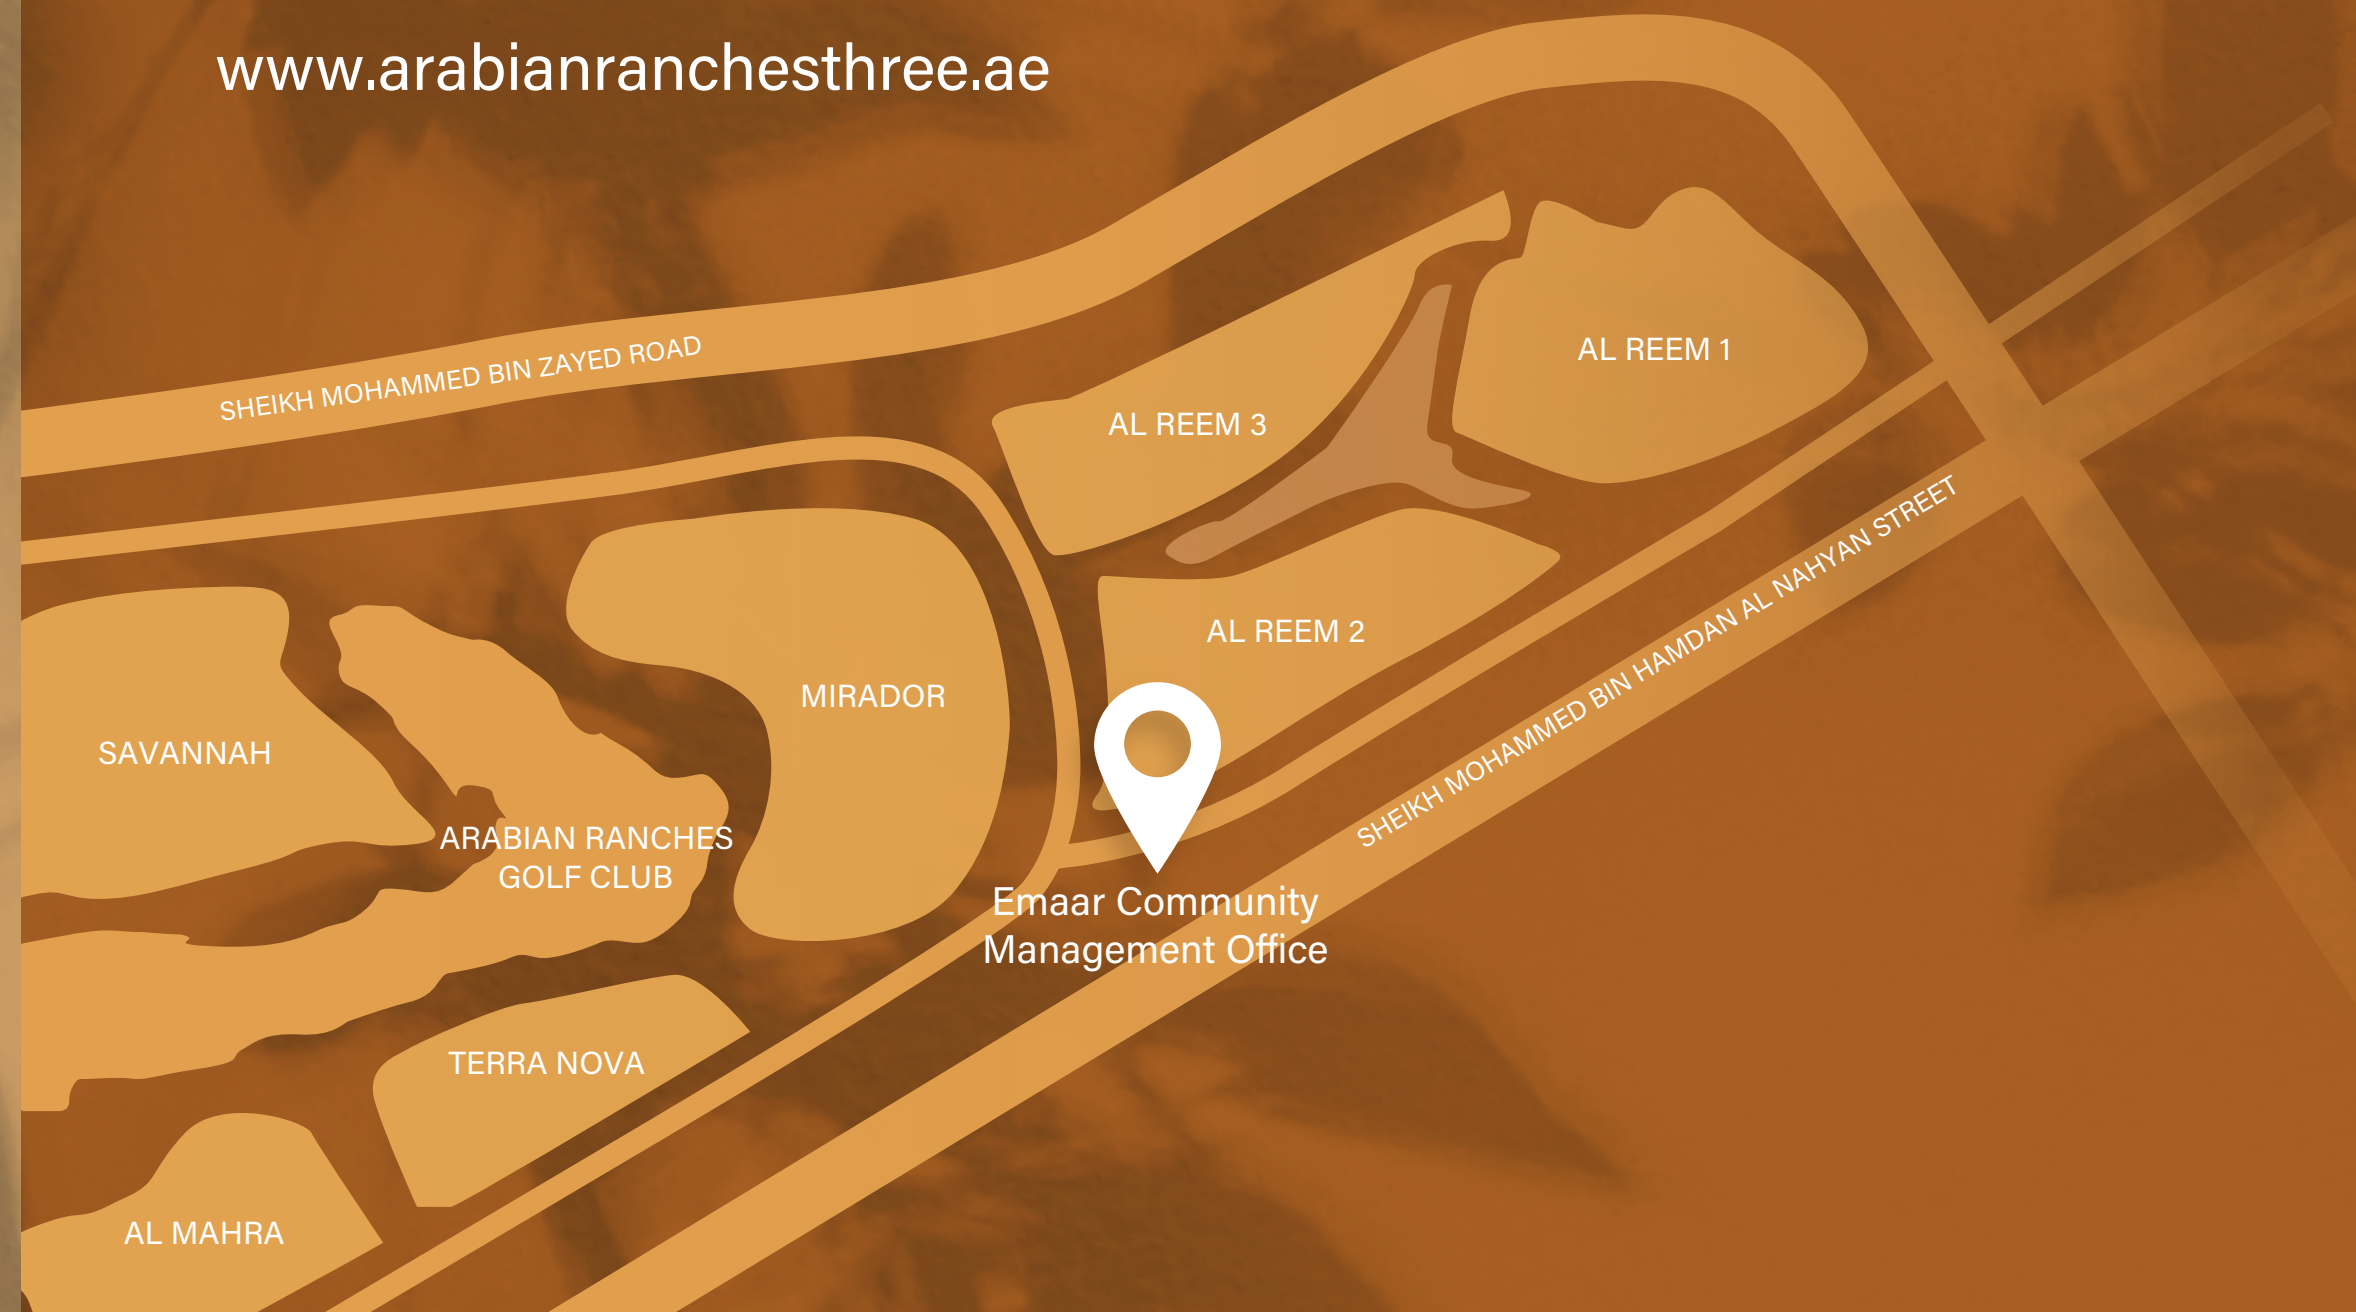 www.arabianranchesthree.ae
SHEIKH MOHAMMED BIN ZAYED ROAD
AL REEM 1
AL REEM 3
AL REEM 2
SHEIKH MOHAMMED BIN HAMDAN AL NAHYAN STREET
MIRADOR
SAVANNAH
ARABIAN RANCHES
GOLF CLUB
Emaar Community
Management Office
TERRA NOVA
AL MAHRA